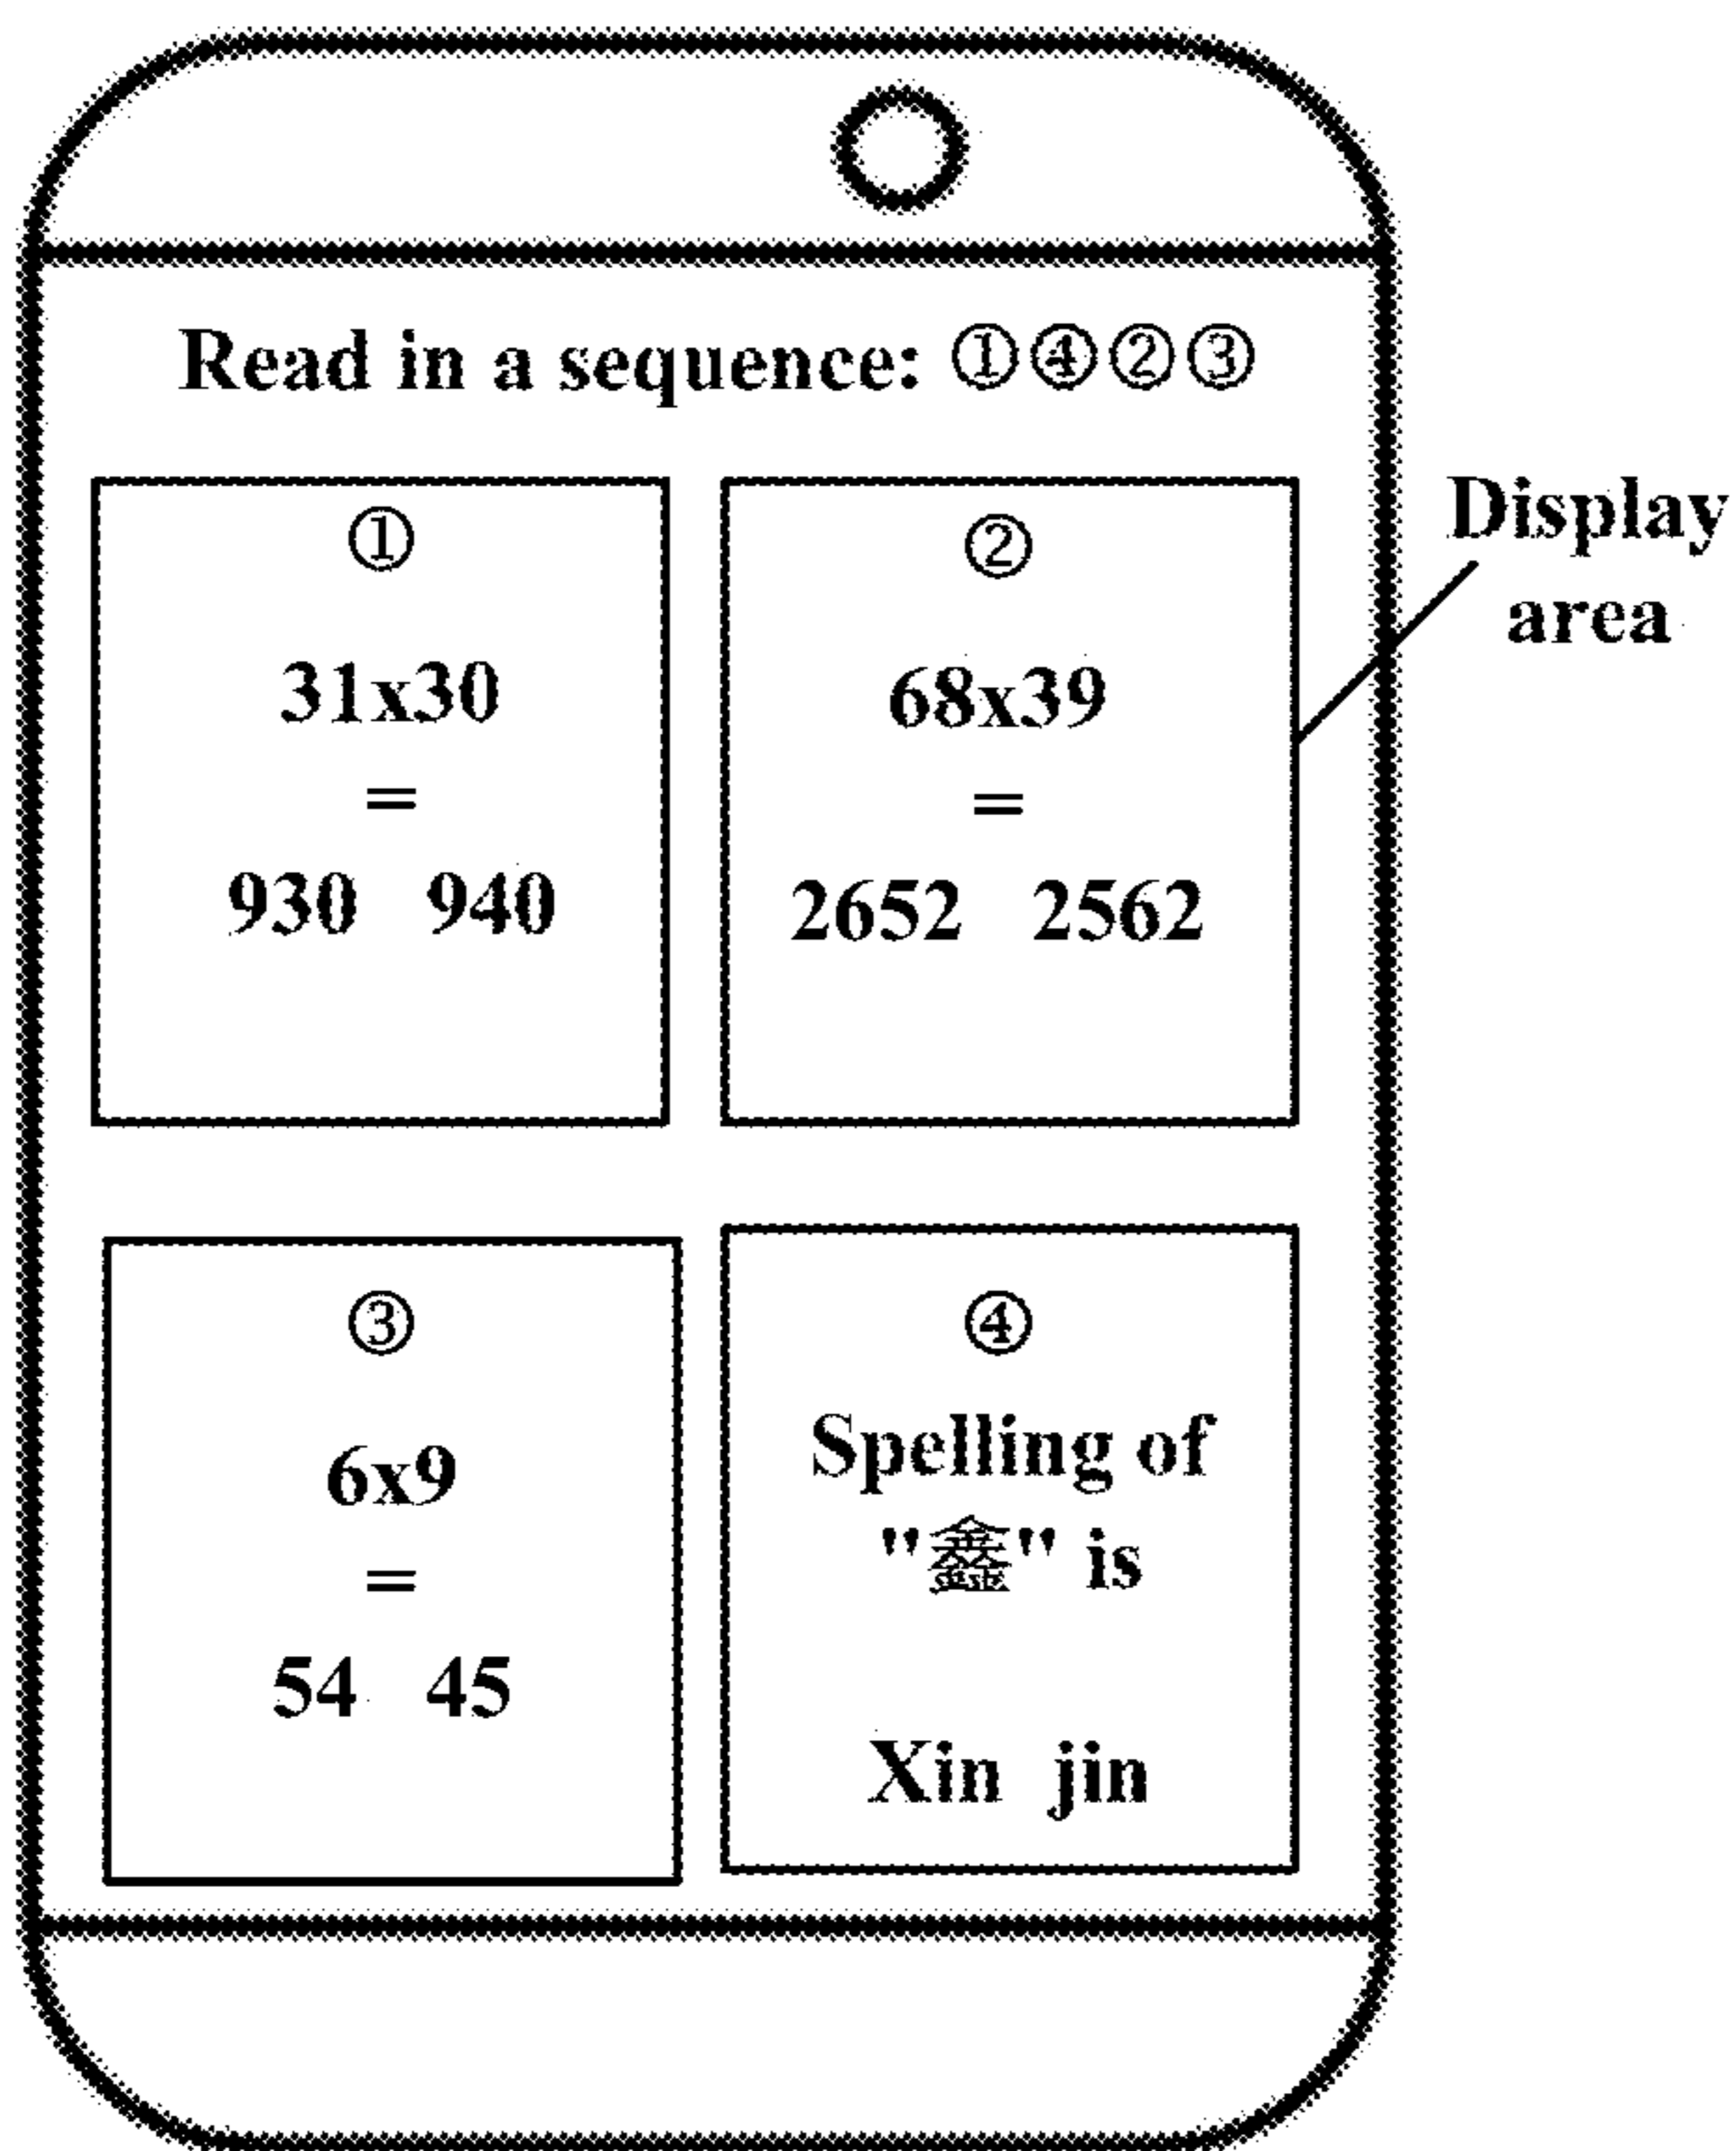 Read in a sequence: ①④②③
①
31x30
=
930 940
②
68x39
=
2652 2562
Display
area
③
6x9
=
54 45
④
Spelling of
"鑫" is
Xin jin